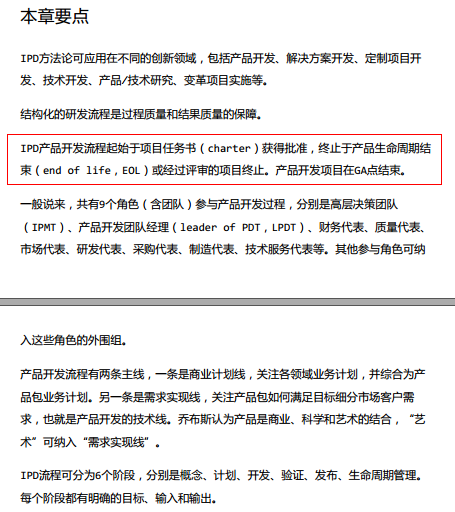 本章要点
IPD方法论可应用在不同的创新领域，包括产品开发、解决方案开发、定制项目开
发、技术开发、产品/技术研究、变革项目实施等。
结构化的研发流程是过程质量和结果质量的保障。
IPD产品开发流程起始于项目任务书（charter）获得批准，终止于产品生命周期结
束（end of life，EOL）或经过评审的项目终止。产品开发项目在GA点结束。
一般说来，共有9个角色（含团队）参与产品开发过程，分别是高层决策团队
（IPMT）、产品开发团队经理（leader of PDT，LPDT）、财务代表、质量代表、
市场代表、研发代表、采购代表、制造代表、技术服务代表等。其他参与角色可纳
入这些角色的外围组。
产品开发流程有两条主线，一条是商业计划线，关注各领域业务计划，并综合为产
品包业务计划。另一条是需求实现线，关注产品包如何满足目标细分市场客户需
求，也就是产品开发的技术线。乔布斯认为产品是商业、科学和艺术的结合，“艺
术”可纳入“需求实现线”。
IPD流程可分为6个阶段，分别是概念、计划、开发、验证、发布、生命周期管理。
每个阶段都有明确的目标、输入和输出。